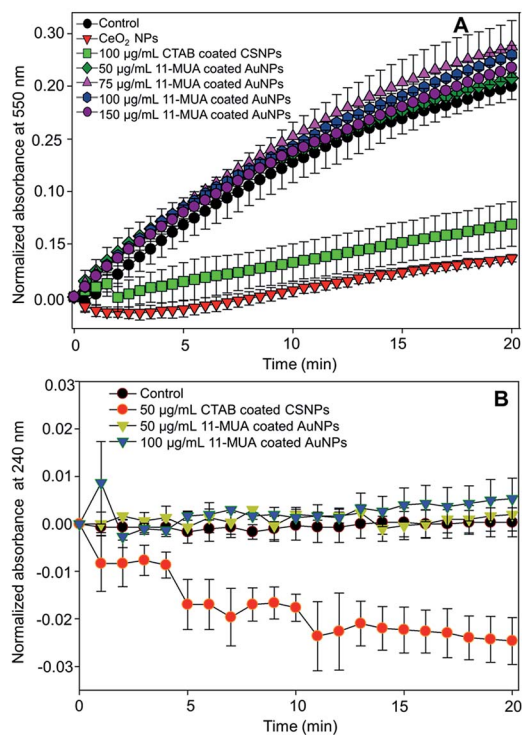 A
Control
CeO₂ NPs
100 µg/mL CTAB coated CSNPs
50 µg/mL 11-MUA coated AuNPs
75 µg/mL 11-MUA coated AuNPs
100 µg/mL 11-MUA coated AuNPs
150 µg/mL 11-MUA coated AuNPs
Normalized absorbance at 550 nm
0.30
0.20
0.25
0.10
0.15
0.00
0 5 10 15 20
Time (min)
B
Control
50 µg/mL CTAB coated CSNPs
50 µg/mL 11-MUA coated AuNPs
100 µg/mL 11-MUA coated AuNPs
Normalized absorbance at 240 nm
0.03
0.02
0.01
0.00
-0.01
-0.02
-0.03
0 5 10 15 20
Time (min)